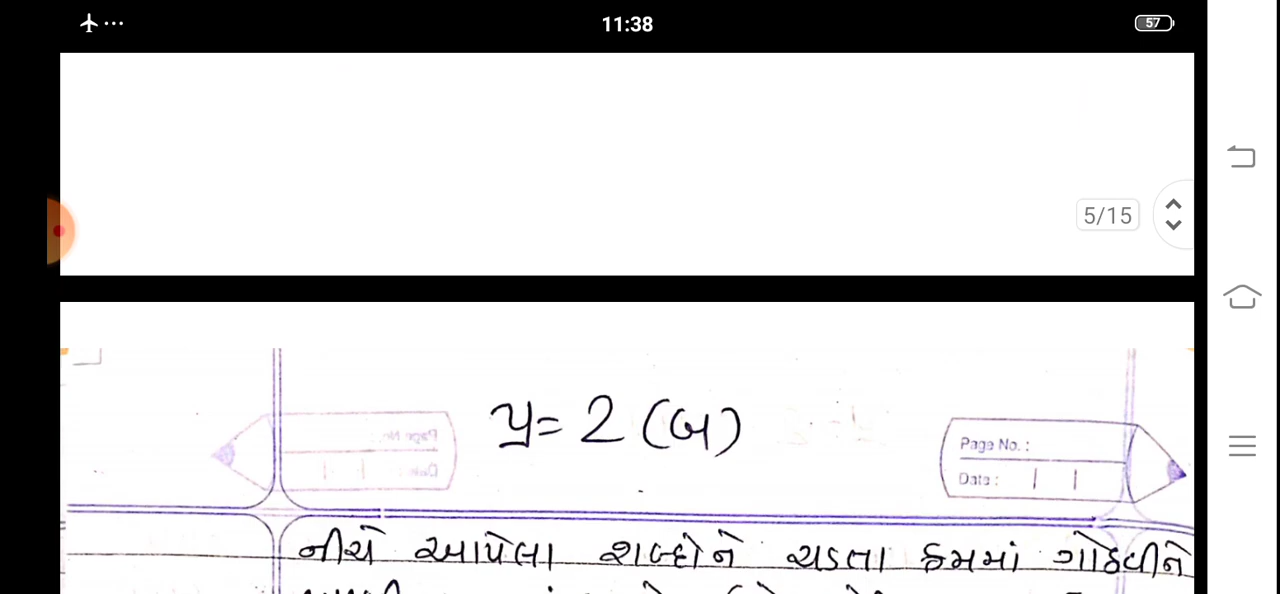 11:38
57
5/15
પ્ર= 2 (બ)
Page No. :
Date :
નીચે આપેલા શબ્દોને ચડતા ક્રમમાં ગોઠવીને